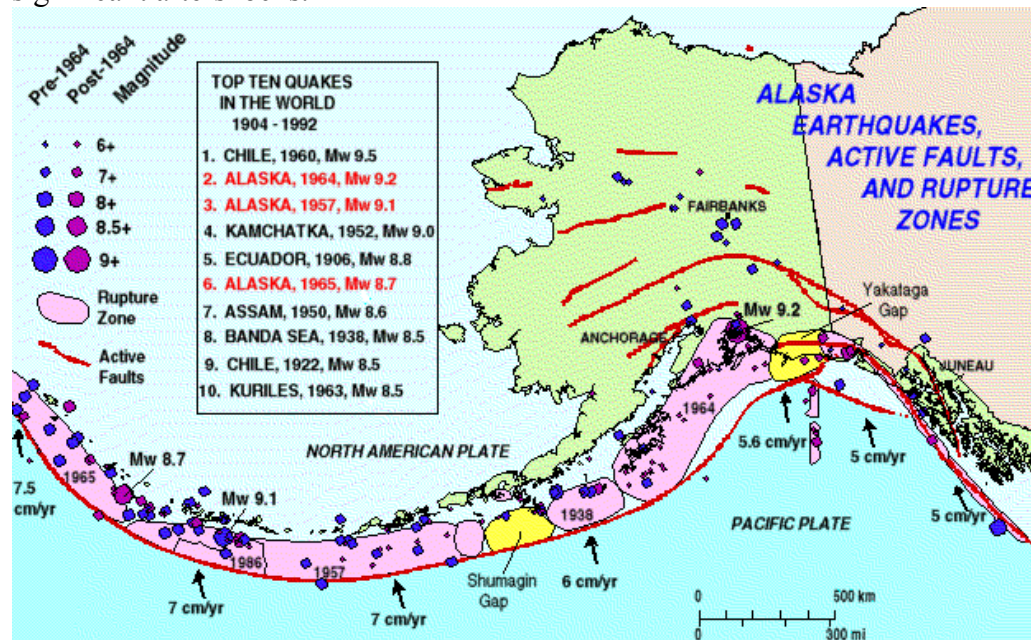 Pre-1964
Post-1964
Magnitude
6+
7+
8+
8.5+
9+
Rupture
Zone
Active
Faults
TOP TEN QUAKES
IN THE WORLD
1904 - 1992
1. CHILE, 1960, Mw 9.5
2. ALASKA, 1964, Mw 9.2
3. ALASKA, 1957, Mw 9.1
4. KAMCHATKA, 1952, Mw 9.0
5. ECUADOR, 1906, Mw 8.8
6. ALASKA, 1965, Mw 8.7
7. ASSAM, 1950, Mw 8.6
8. BANDA SEA, 1938, Mw 8.5
9. CHILE, 1922, Mw 8.5
10. KURILES, 1963, Mw 8.5
ALASKA
EARTHQUAKES,
ACTIVE FAULTS,
AND RUPTURE
ZONES
FAIRBANKS
Yakataga
Gap
Mw 9.2
ANCHORAGE
JUNEAU
1964
NORTH AMERICAN PLATE
5.6 cm/yr
5 cm/yr
Mw 8.7
1965
7.5
cm/yr
Mw 9.1
1938
PACIFIC PLATE
5 cm/yr
1986
1957
Shumagin
Gap
6 cm/yr
7 cm/yr
7 cm/yr
0 500 km
0 300 mi